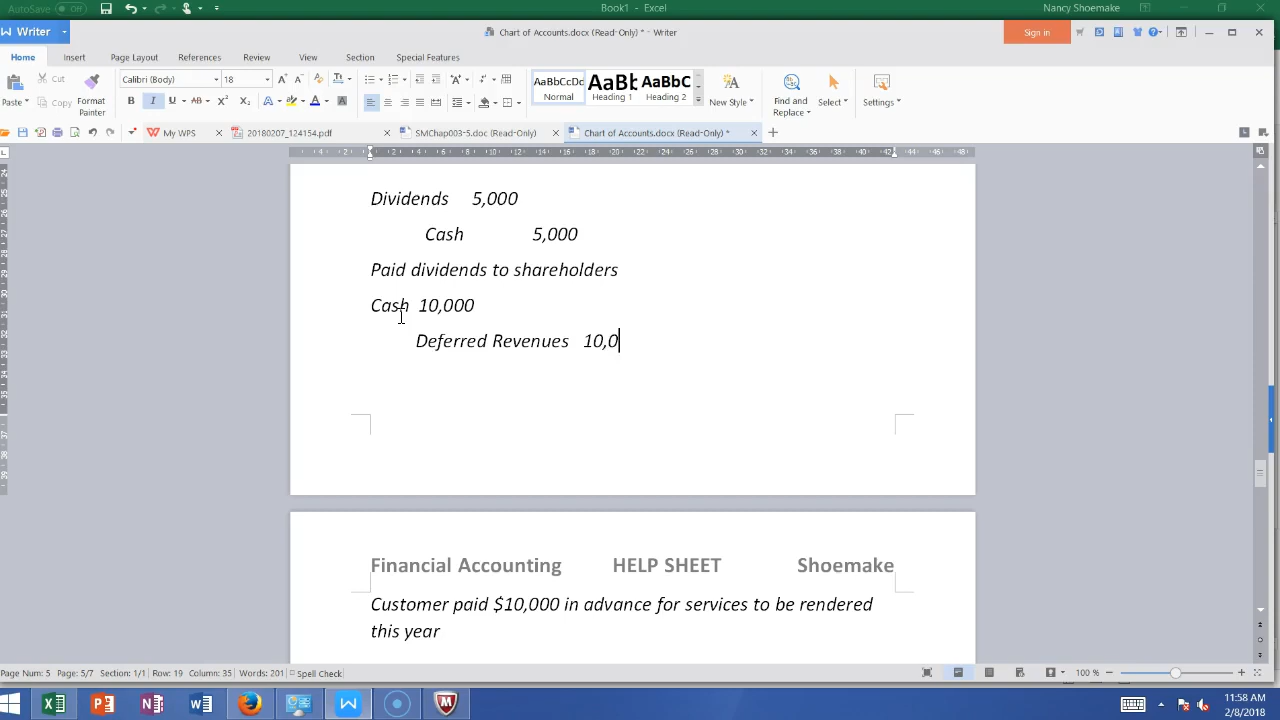 AutoSave Off Book1 - Excel Nancy Shoemake
Writer Chart of Accounts.docx (Read-Only) * - Writer Sign in
Home Insert Page Layout References Review View Section Special Features
Paste Cut Copy Format Painter Calibri (Body) 18 AaBbCcDd Normal AaBb Heading 1 AaBbC Heading 2 New Style Find and Replace Select Settings
My WPS 20180207_124154.pdf SMChap003-5.doc (Read-Only) Chart of Accounts.docx (Read-Only) *
Dividends 5,000
Cash 5,000
Paid dividends to shareholders
Cash 10,000
Deferred Revenues 10,0
Financial Accounting HELP SHEET Shoemake
Customer paid $10,000 in advance for services to be rendered
this year
Page Num: 5 Page: 5/7 Section: 1/1 Row: 19 Column: 35 Words: 201 Spell Check 100 %
11:58 AM
2/8/2018